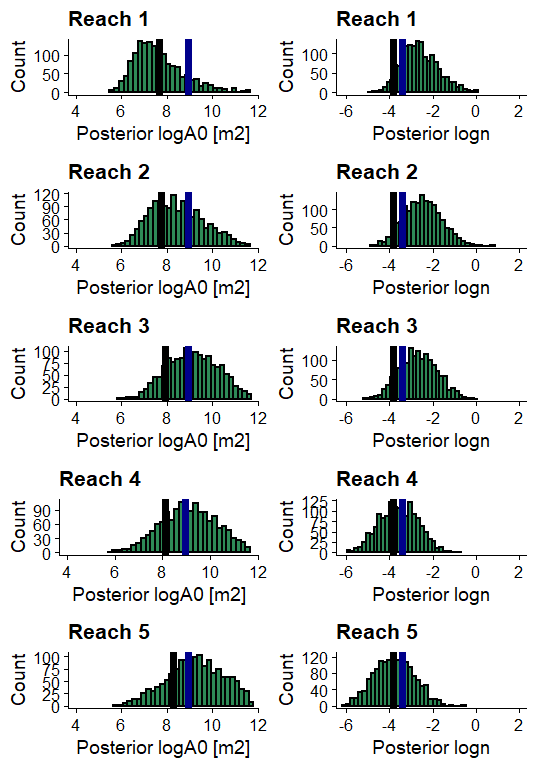 Reach 1 Reach 1
Count 100 50 0 Count 100 50 0
4 6 8 10 12 -6 -4 -2 0 2
Posterior logA0 [m2] Posterior logn
Reach 2 Reach 2
Count 120 90 60 30 0 Count 100 50 0
4 6 8 10 12 -6 -4 -2 0 2
Posterior logA0 [m2] Posterior logn
Reach 3 Reach 3
Count 100 75 50 25 0 Count 100 50 0
4 6 8 10 12 -6 -4 -2 0 2
Posterior logA0 [m2] Posterior logn
Reach 4 Reach 4
Count 90 60 30 0 Count 125 100 75 50 25 0
4 6 8 10 12 -6 -4 -2 0 2
Posterior logA0 [m2] Posterior logn
Reach 5 Reach 5
Count 100 75 50 25 0 Count 120 80 40 0
4 6 8 10 12 -6 -4 -2 0 2
Posterior logA0 [m2] Posterior logn